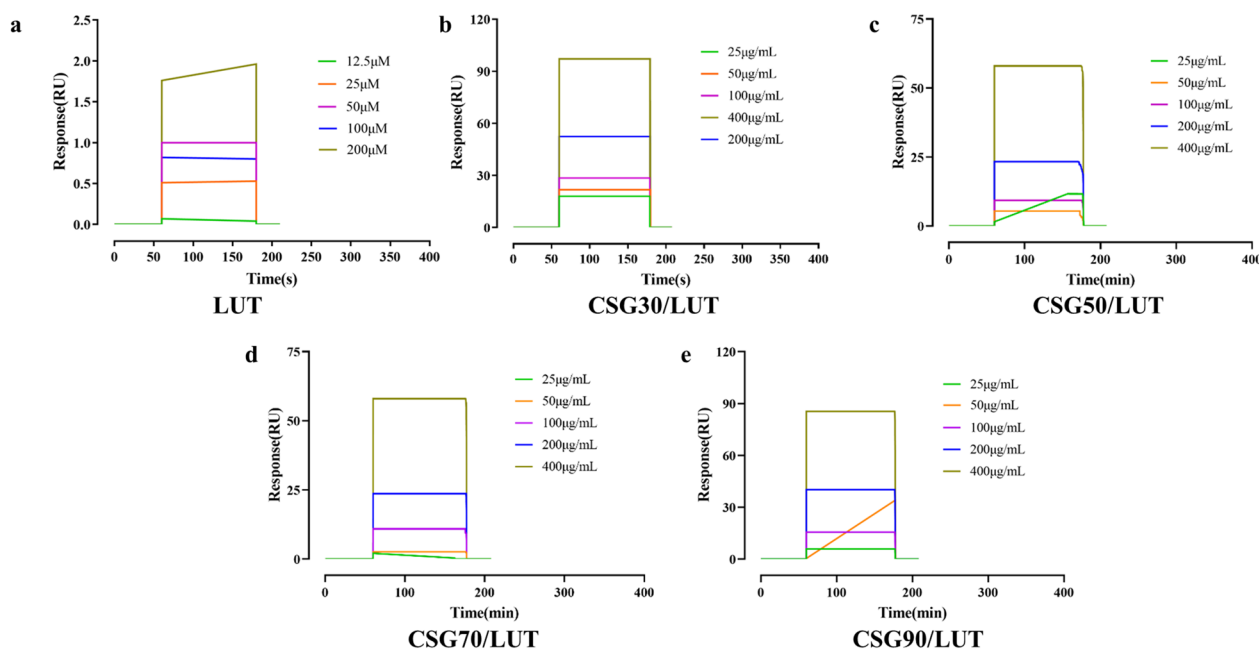 a
Response(RU)
2.5
2.0
1.5
1.0
0.5
0.0
12.5μM
25μM
50μM
100μM
200μM
0 50 100 150 200 250 300 350 400
Time(s)
LUT
b
Response(RU)
120
90
60
30
0
25μg/mL
50μg/mL
100μg/mL
400μg/mL
200μg/mL
0 50 100 150 200 250 300 350 400
Time(s)
CSG30/LUT
c
Response(RU)
75
50
25
0
25μg/mL
50μg/mL
100μg/mL
200μg/mL
400μg/mL
0 100 200 300 400
Time(min)
CSG50/LUT
d
Response(RU)
75
50
25
0
25μg/mL
50μg/mL
100μg/mL
200μg/mL
400μg/mL
0 100 200 300 400
Time(min)
CSG70/LUT
e
Response(RU)
120
90
60
30
0
25μg/mL
50μg/mL
100μg/mL
200μg/mL
400μg/mL
0 100 200 300 400
Time(min)
CSG90/LUT